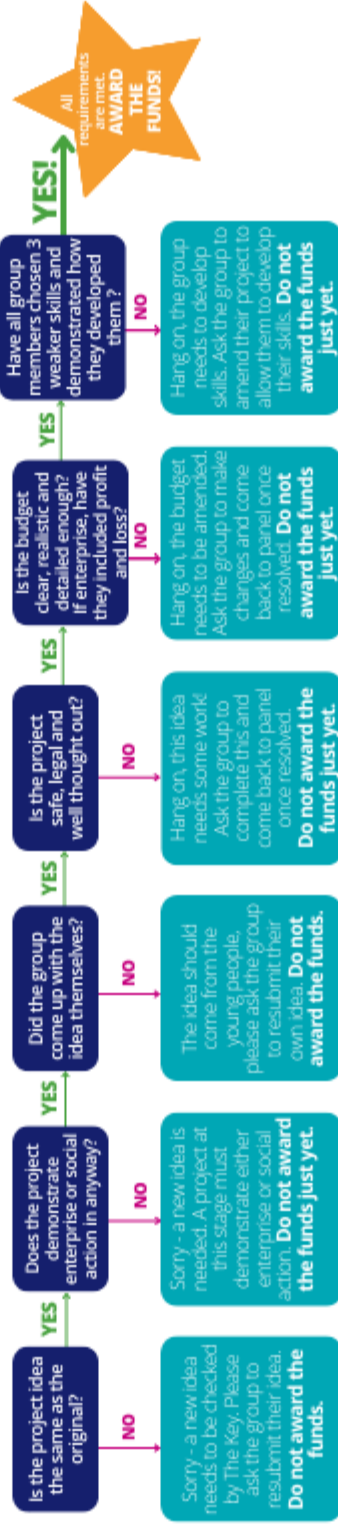 Is the project idea
the same as the
original?
YES
NO
Sorry - a new idea
needs to be checked
by The Key. Please
ask the group to
resubmit their idea.
Do not award the
funds.
Does the project
demonstrate
enterprise or social
action in anyway?
YES
NO
Sorry - a new idea is
needed. A project at
this stage must
demonstrate either
enterprise or social
action. Do not award
the funds just yet.
Did the group
come up with the
idea themselves?
YES
NO
The idea should
come from the
young people,
please ask the group
to resubmit their
own idea. Do not
award the funds.
Is the project
safe, legal and
well thought out?
YES
NO
Hang on, this idea
needs some work!
Ask the group to
complete this and
come back to panel
once resolved.
Do not award the
funds just yet.
Is the budget
clear, realistic and
detailed enough?
If enterprise, have
they included profit
and loss?
YES
NO
Hang on, the budget
needs to be amended.
Ask the group to make
changes and come
back to panel once
resolved. Do not
award the funds
just yet.
Have all group
members chosen 3
weaker skills and
demonstrated how
they developed
them ?
YES!
NO
Hang on, the group
needs to develop
skills. Ask the group to
amend their project to
allow them to develop
their skills. Do not
award the funds
just yet.
All
requirements
are met.
AWARD
THE
FUNDS!